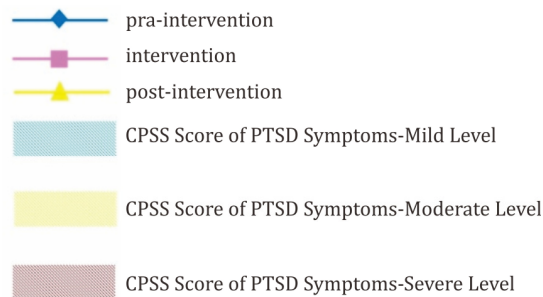 pra-intervention
intervention
post-intervention
CPSS Score of PTSD Symptoms-Mild Level
CPSS Score of PTSD Symptoms-Moderate Level
CPSS Score of PTSD Symptoms-Severe Level